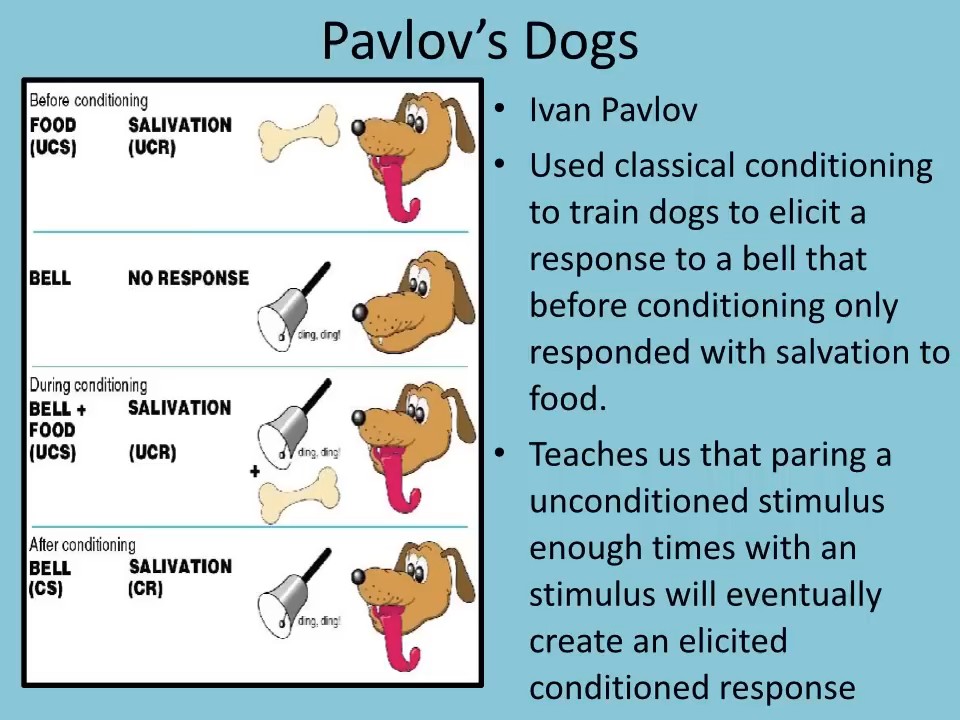 Pavlov’s Dogs
Before conditioning
FOOD SALIVATION
(UCS) (UCR)
BELL NO RESPONSE
ding, ding!
During conditioning
BELL + SALIVATION
FOOD
(UCS) (UCR)
ding, ding!
+
After conditioning
BELL SALIVATION
(CS) (CR)
ding, ding!
• Ivan Pavlov
• Used classical conditioning
to train dogs to elicit a
response to a bell that
before conditioning only
responded with salvation to
food.
• Teaches us that paring a
unconditioned stimulus
enough times with an
stimulus will eventually
create an elicited
conditioned response